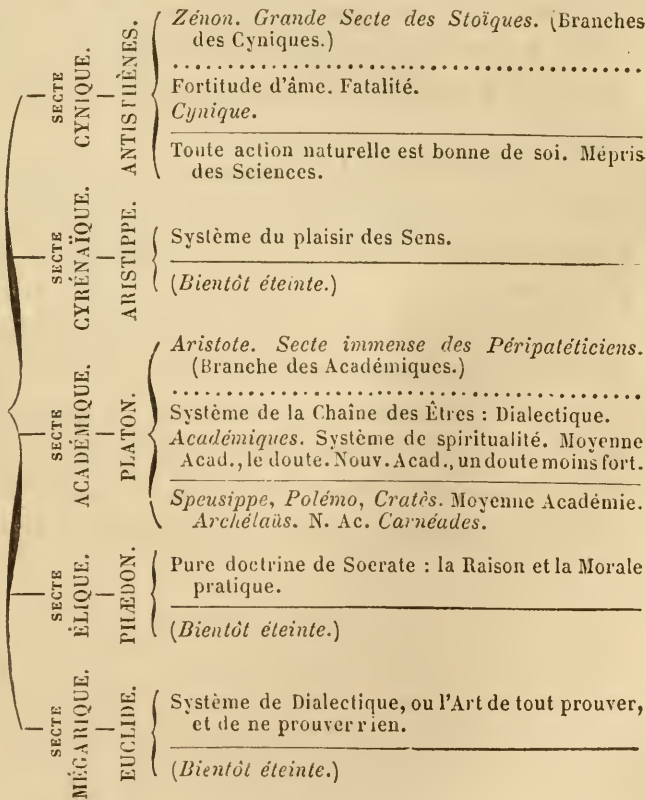 SECTE
CYNIQUE.
ANTISTHÈNES.
Zénon. Grande Secte des Stoïques. (Branches
des Cyniques.)
Fortitude d'âme. Fatalité.
Cynique.
Toute action naturelle est bonne de soi. Mépris
des Sciences.
SECTE
CYRÉNAÏQUE.
ARISTIPPE.
Système du plaisir des Sens.
(Bientôt éteinte.)
SECTE
ACADÉMIQUE.
PLATON.
Aristote. Secte immense des Péripatéticiens.
(Branche des Académiques.)
Système de la Chaîne des Êtres : Dialectique.
Académiques. Système de spiritualité. Moyenne
Acad., le doute. Nouv. Acad., un doute moins fort.
Speusippe, Polémo, Cratès. Moyenne Académie.
Archélaüs. N. Ac. Carnéades.
SECTE
ÉLIQUE.
PHÆDON.
Pure doctrine de Socrate : la Raison et la Morale
pratique.
(Bientôt éteinte.)
SECTE
MÉGARIQUE.
EUCLIDE.
Système de Dialectique, ou l'Art de tout prouver,
et de ne prouver rien.
(Bientôt éteinte.)